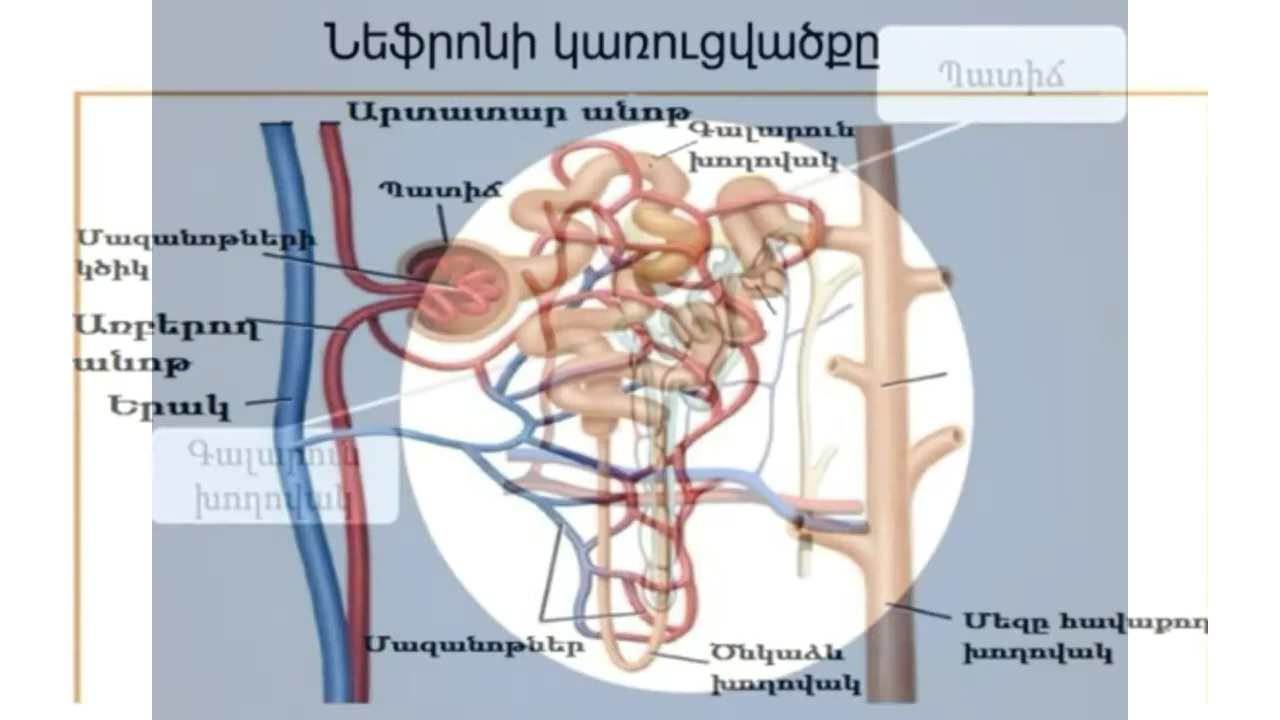 Նեֆրոնի կառուցվածքը
Պատիճ
Արտատար անոթ
Գալարուն
խողովակ
Պատիճ
Մազանոթների
կծիկ
Առբերող
անոթ
Երակ
Գալարուն
խողովակ
Մազանոթներ
Ծնկաձև
խողովակ
Մեզը հավաքող
խողովակ